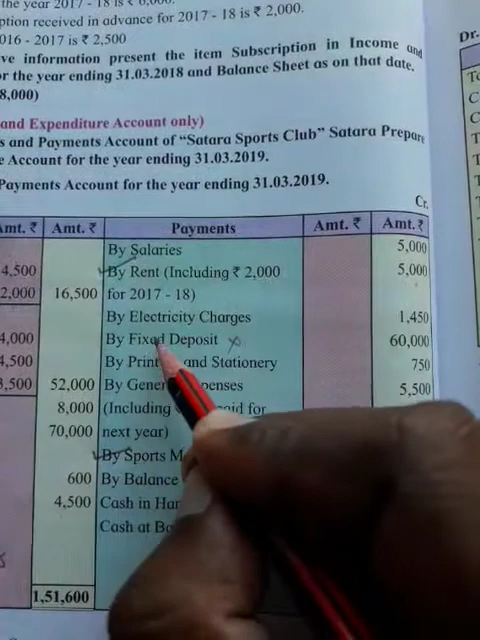 the year 2017 - 18 is ₹ 6,000.
ption received in advance for 2017 - 18 is ₹ 2,000.
016 - 2017 is ₹ 2,500
ve information present the item Subscription in Income and
or the year ending 31.03.2018 and Balance Sheet as on that date.
8,000)
and Expenditure Account only)
s and Payments Account of "Satara Sports Club" Satara Prepare
e Account for the year ending 31.03.2019.
Payments Account for the year ending 31.03.2019.
Dr.
Cr.
Amt. ₹ Amt. ₹ Payments Amt. ₹ Amt. ₹
By Salaries 5,000
4,500 By Rent (Including ₹ 2,000 5,000
2,000 16,500 for 2017 - 18)
By Electricity Charges 1,450
4,000 By Fixed Deposit 60,000
4,500 By Print and Stationery 750
3,500 52,000 By Gener penses 5,500
8,000 (Including aid for
70,000 next year)
By Sports M
600 By Balance
4,500 Cash in Han
Cash at Ba
1,51,600